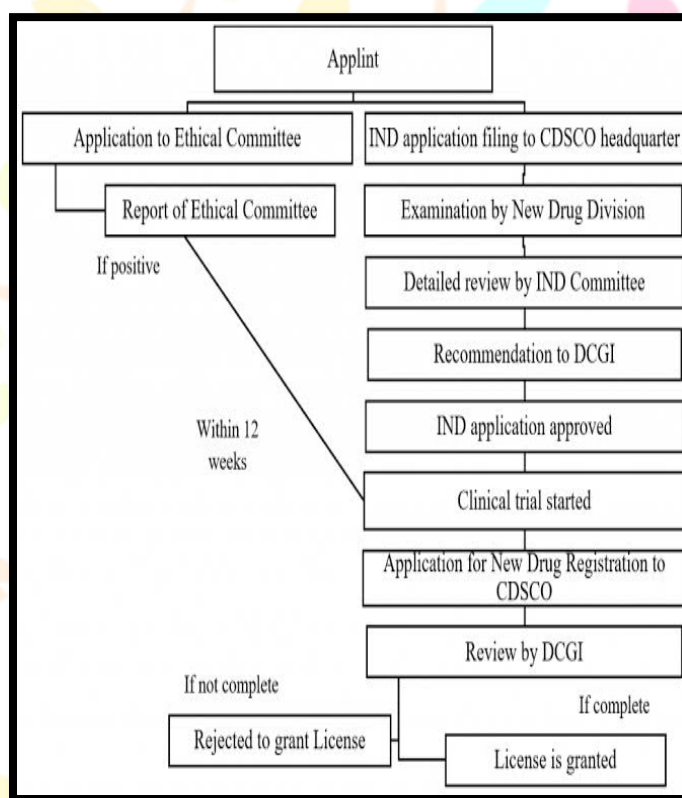 Applint
Application to Ethical Committee
IND application filing to CDSCO headquarter
Report of Ethical Committee
Examination by New Drug Division
If positive
Detailed review by IND Committee
Recommendation to DCGI
IND application approved
Within 12
weeks
Clinical trial started
Application for New Drug Registration to
CDSCO
Review by DCGI
If not complete
If complete
Rejected to grant License
License is granted